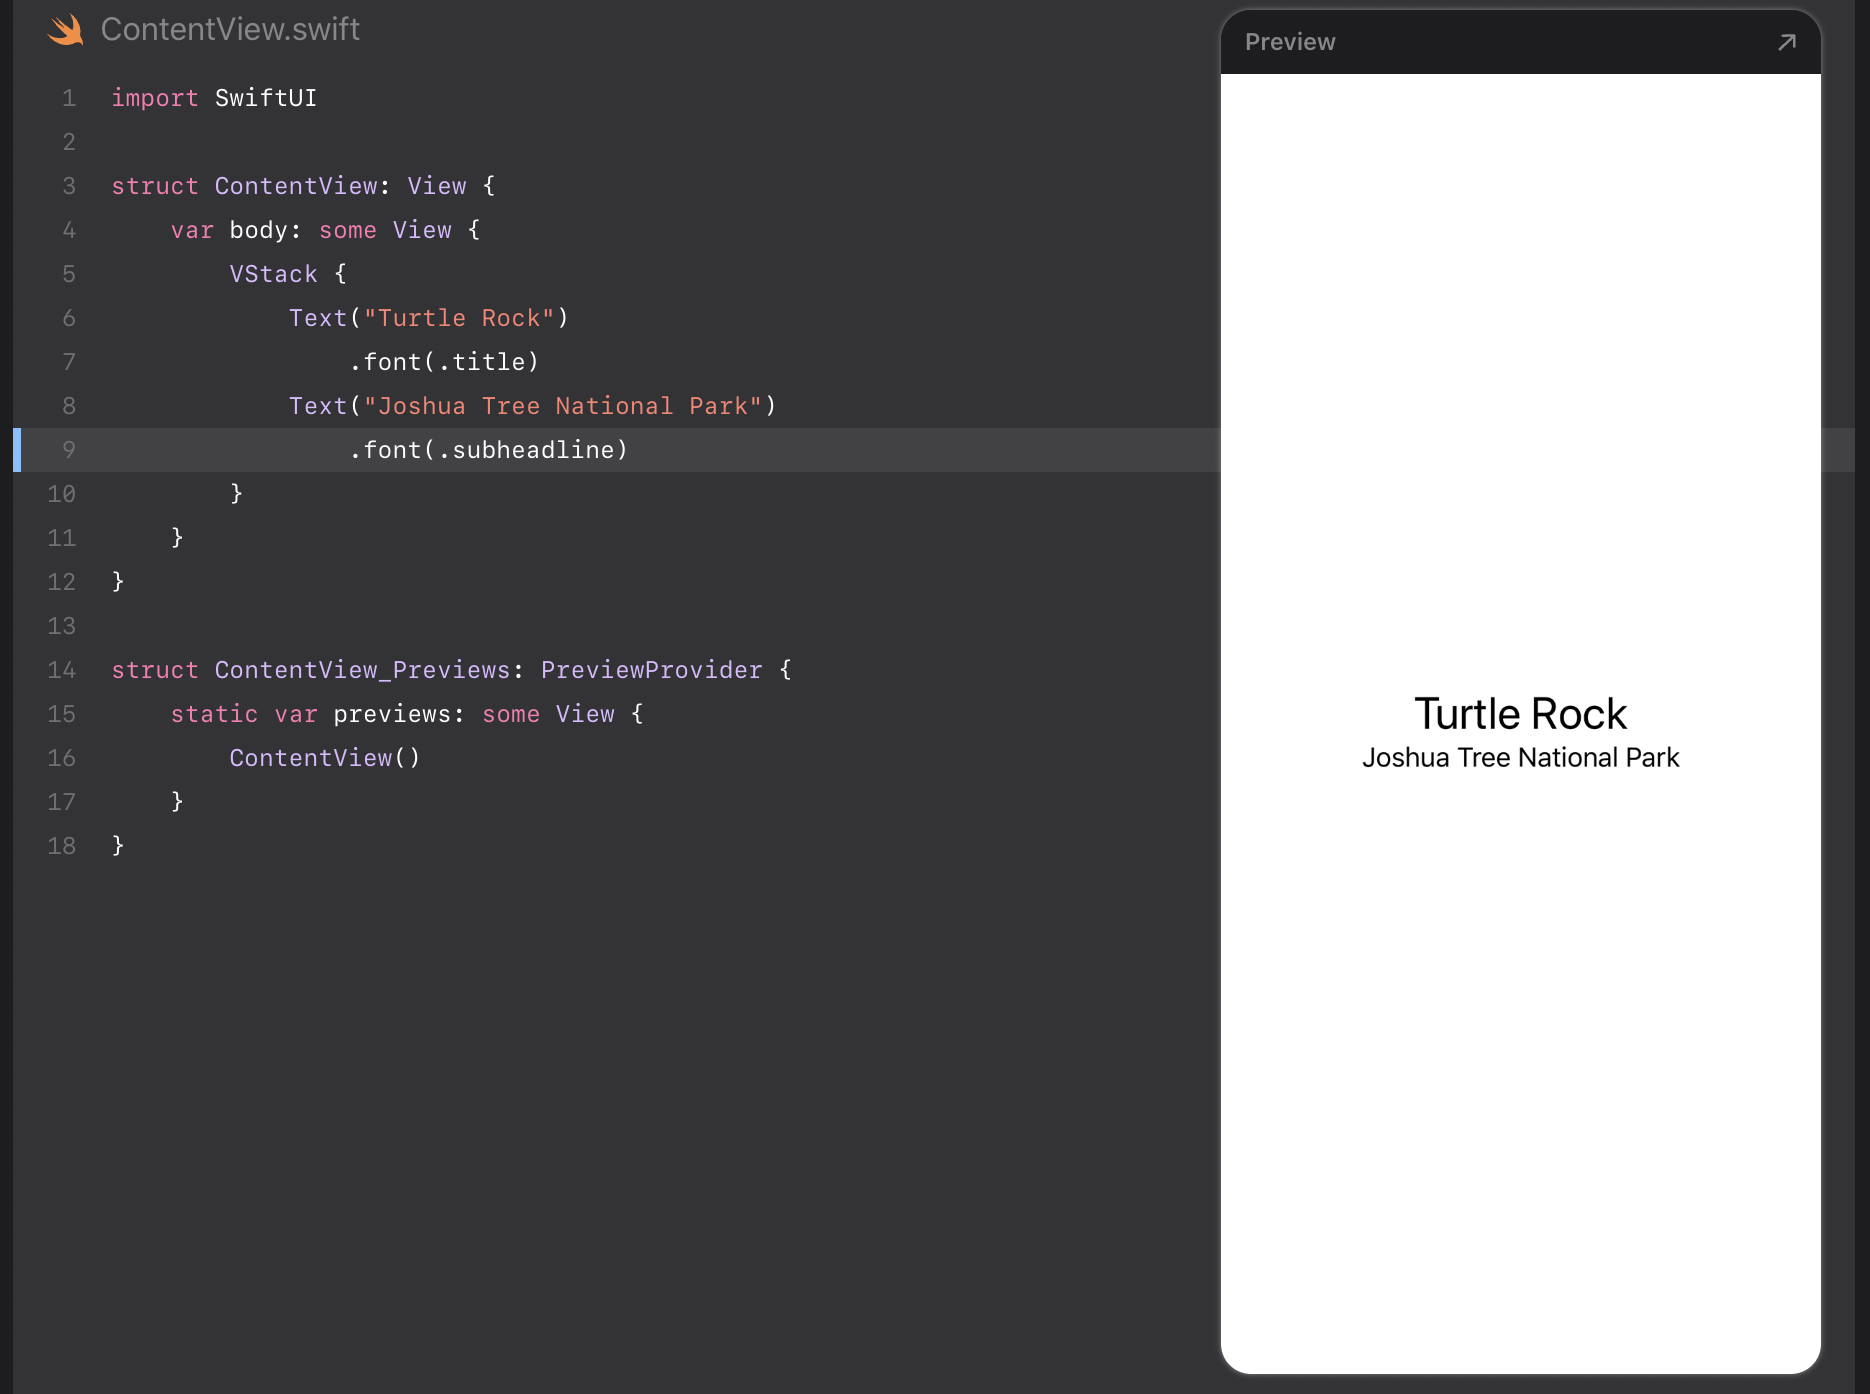 ContentView.swift
1 import SwiftUI
2
3 struct ContentView: View {
4     var body: some View {
5         VStack {
6             Text("Turtle Rock")
7                 .font(.title)
8             Text("Joshua Tree National Park")
9                 .font(.subheadline)
10         }
11     }
12 }
13
14 struct ContentView_Previews: PreviewProvider {
15     static var previews: some View {
16         ContentView()
17     }
18 }
Preview
Turtle Rock
Joshua Tree National Park